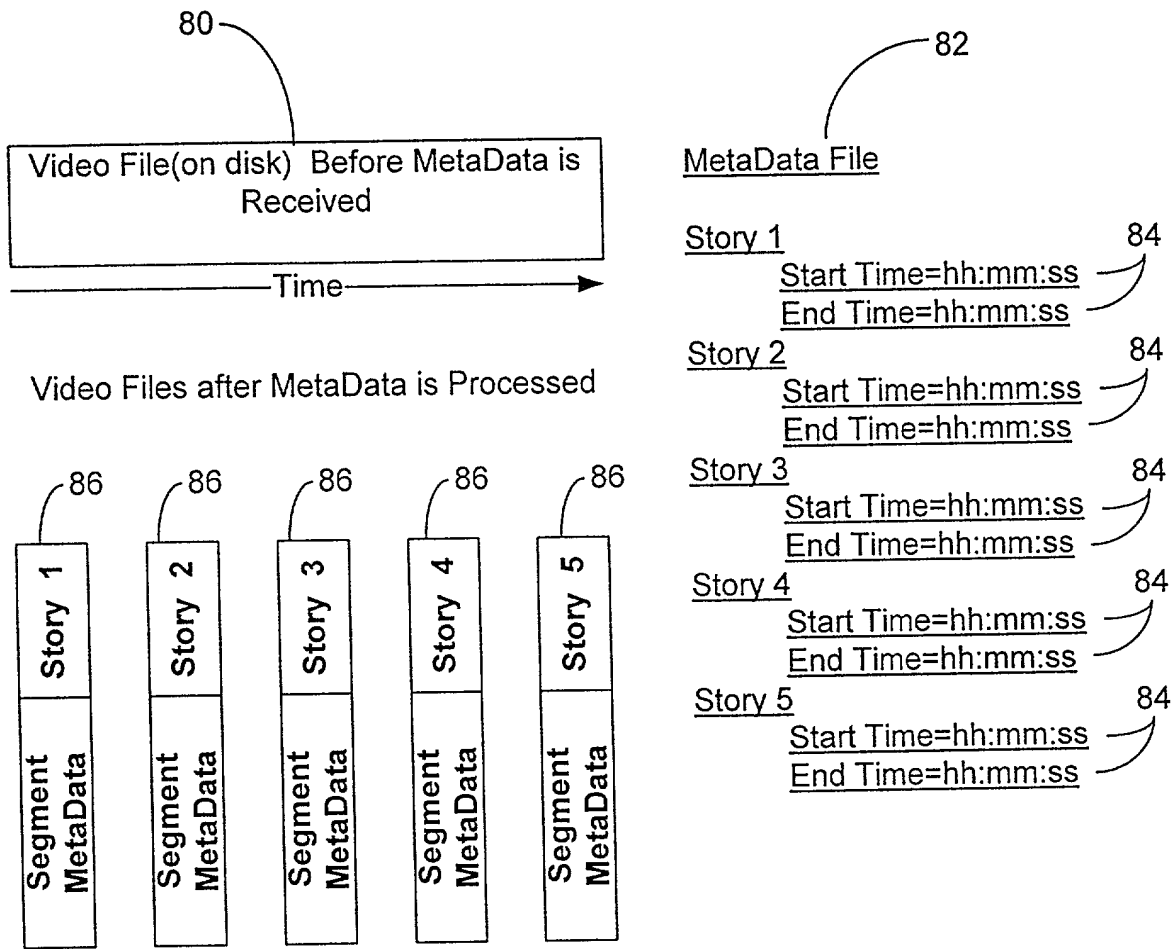 80
Video File(on disk) Before MetaData is
Received
Time
Video Files after MetaData is Processed
86
86
86
86
86
Story 1
Segment
MetaData
Story 2
Segment
MetaData
Story 3
Segment
MetaData
Story 4
Segment
MetaData
Story 5
Segment
MetaData
82
MetaData File
Story 1
84
Start Time=hh:mm:ss
End Time=hh:mm:ss
Story 2
84
Start Time=hh:mm:ss
End Time=hh:mm:ss
Story 3
84
Start Time=hh:mm:ss
End Time=hh:mm:ss
Story 4
84
Start Time=hh:mm:ss
End Time=hh:mm:ss
Story 5
84
Start Time=hh:mm:ss
End Time=hh:mm:ss